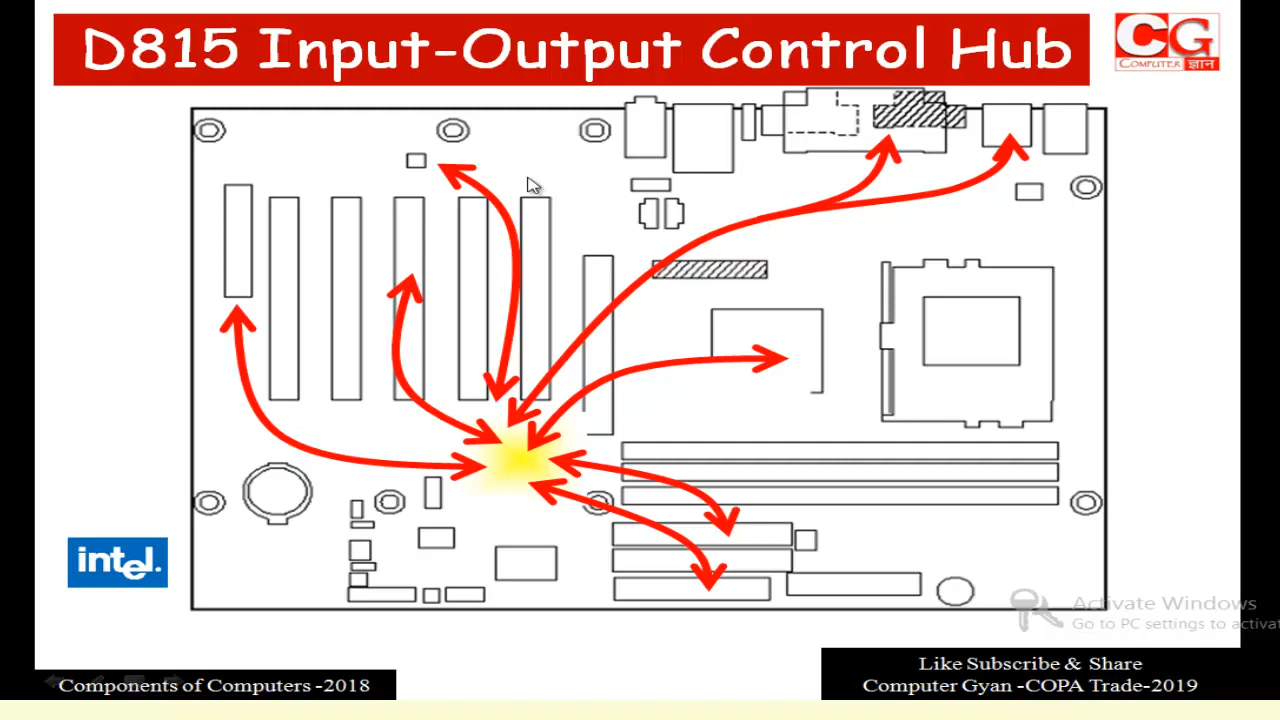 D815 Input-Output Control Hub
CG
COMPUTER ज्ञान
intel.
Activate Windows
Go to PC settings to activat
Like Subscribe & Share
Components of Computers -2018
Computer Gyan -COPA Trade-2019